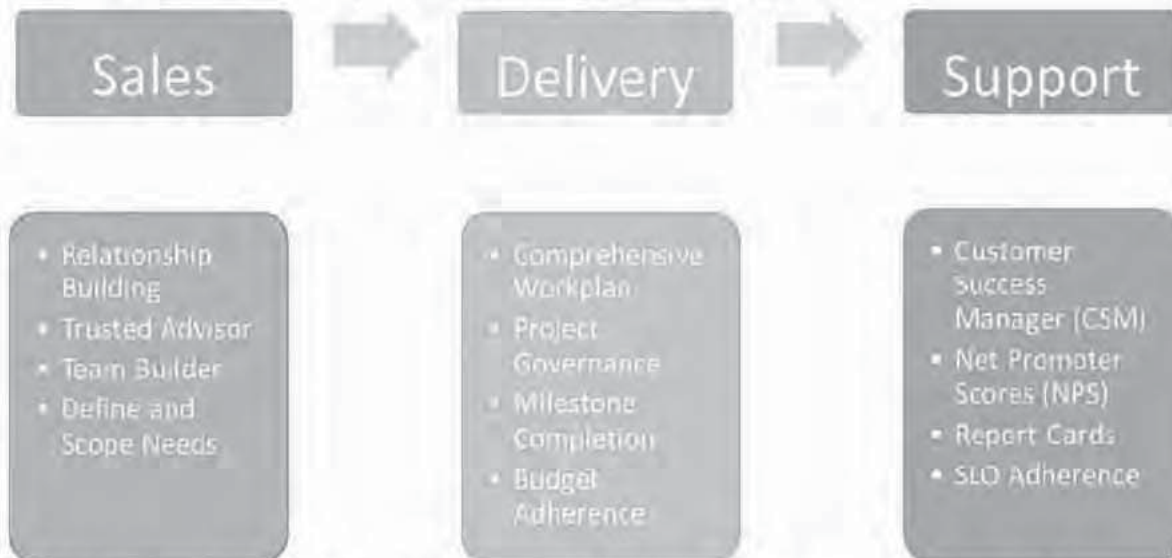 Sales
Delivery
Support
• Relationship
Building
• Trusted Advisor
• Team Builder
• Define and
Scope Needs
• Comprehensive
Workplan
• Project
Governance
• Milestone
Completion
• Budget
Adherence
• Customer
Success
Manager (CSM)
• Net Promoter
Scores (NPS)
• Report Cards
• SLO Adherence